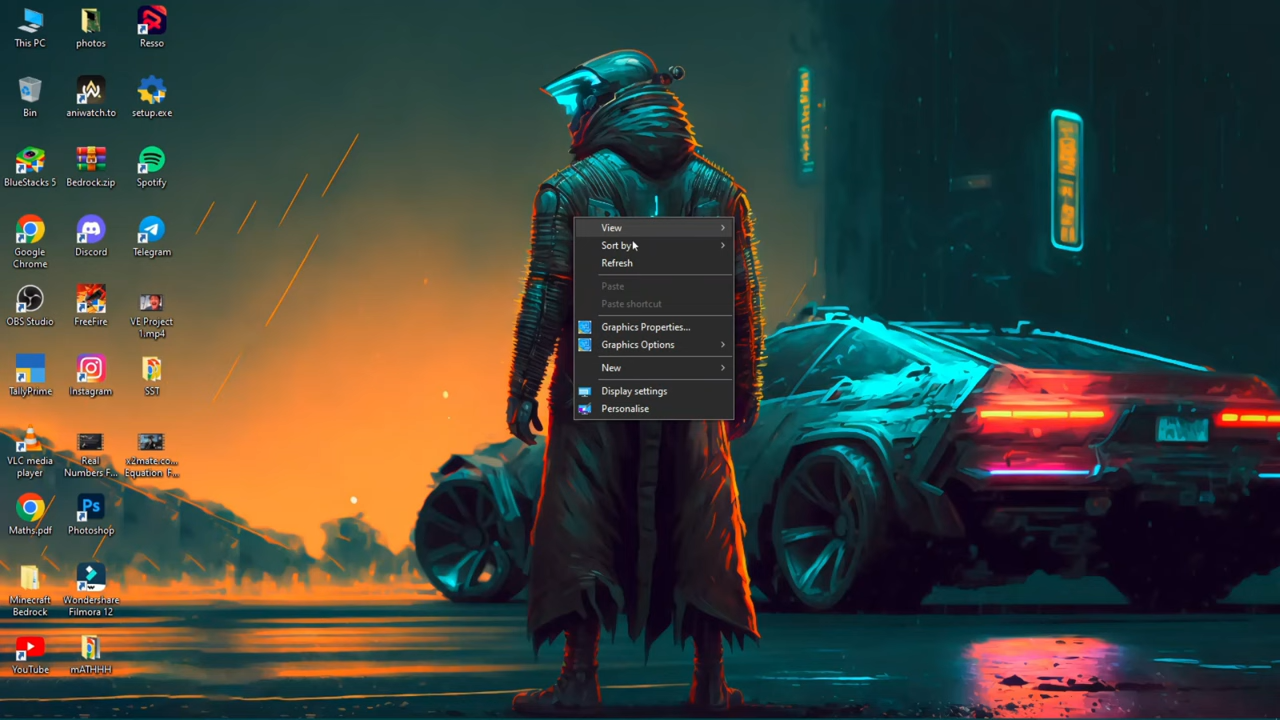 This PC
photos
Resso
Bin
aniwatch.to
setup.exe
BlueStacks 5
Bedrock.zip
Spotify
Google
Chrome
Discord
Telegram
OBS Studio
FreeFire
VE Project
1.mp4
TallyPrime
Instagram
SST
VLC media
player
Real
Numbers F...
x2mate.co...
Equation F...
Maths.pdf
Ps
Photoshop
Minecraft
Bedrock
Wondershare
Filmora 12
YouTube
mATHHH
View
Sort by
Refresh
Paste
Paste shortcut
Graphics Properties...
Graphics Options
New
Display settings
Personalise